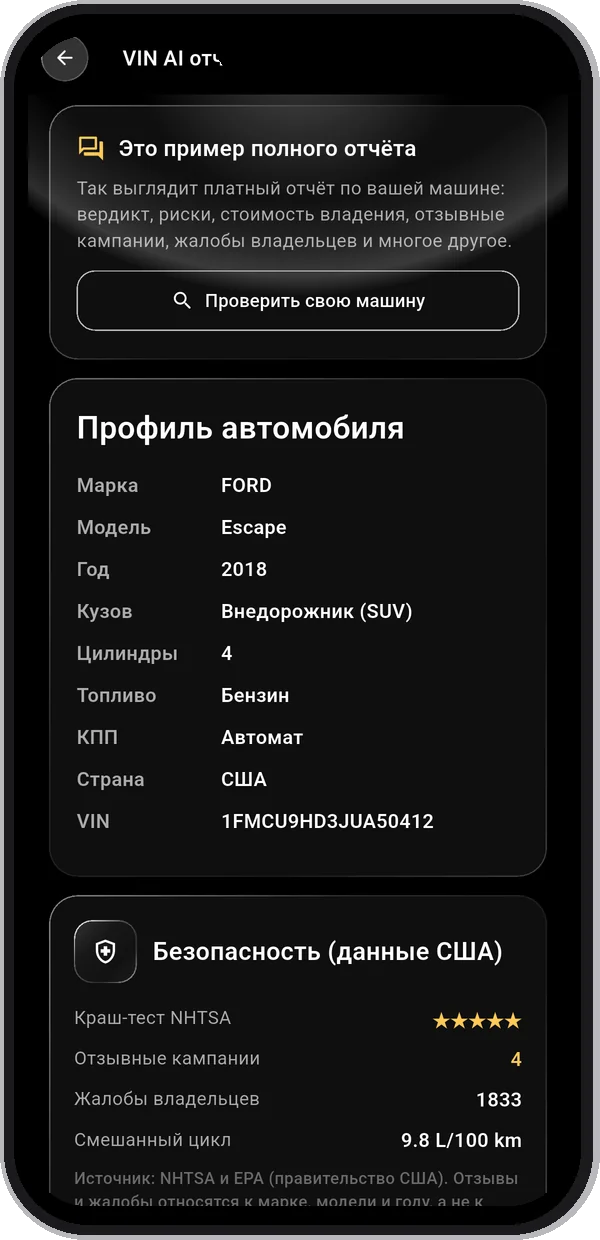 VIN AI отч
Это пример полного отчёта
Так выглядит платный отчёт по вашей машине:
вердикт, риски, стоимость владения, отзывные
кампании, жалобы владельцев и многое другое.
Проверить свою машину
Профиль автомобиля
Марка FORD
Модель Escape
Год 2018
Кузов Внедорожник (SUV)
Цилиндры 4
Топливо Бензин
КПП Автомат
Страна США
VIN 1FMCU9HD3JUA50412
Безопасность (данные США)
Краш-тест NHTSA ★★★★★
Отзывные кампании 4
Жалобы владельцев 1833
Смешанный цикл 9.8 L/100 km
Источник: NHTSA и EPA (правительство США). Отзывы
и жалобы относятся к марке, модели и году, а не к